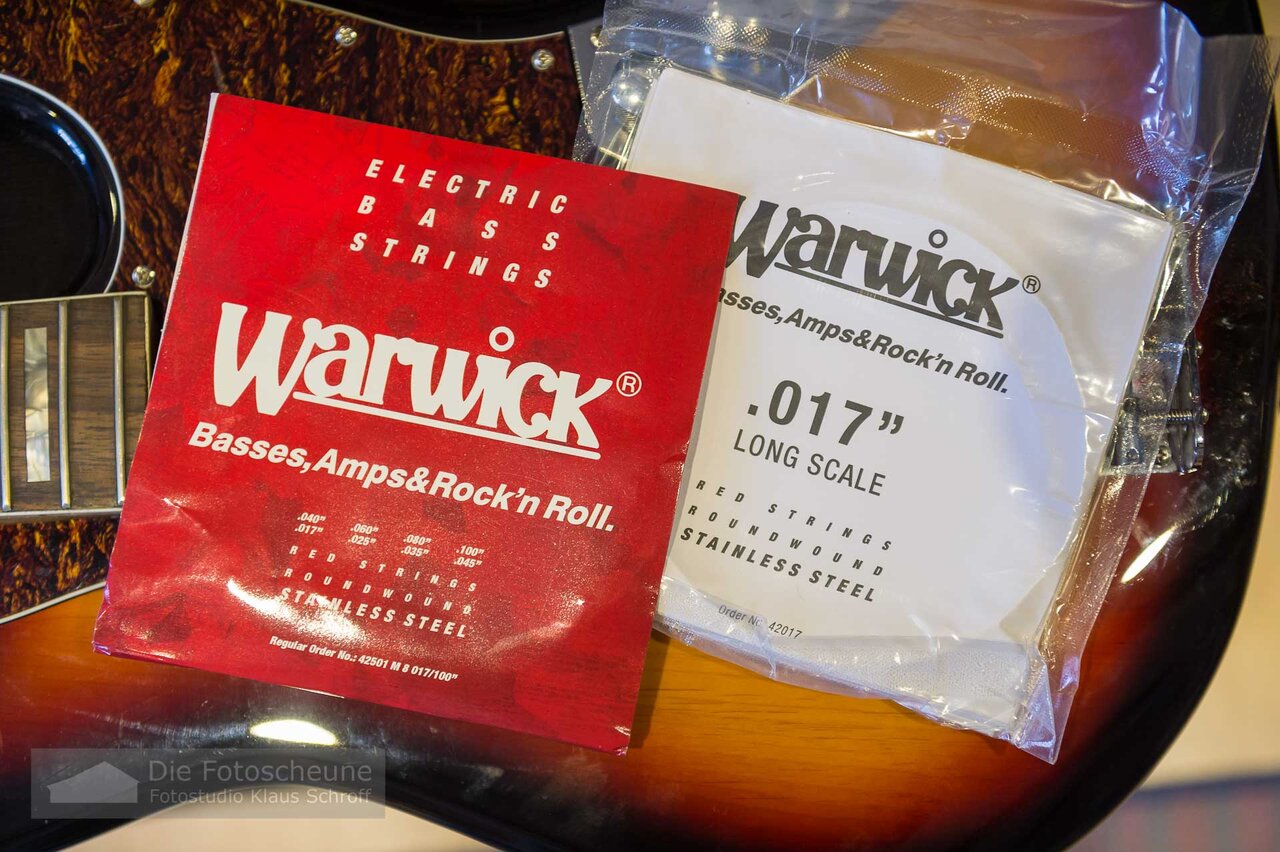 ELECTRIC
BASS
STRINGS
Warwick®
Basses,Amps&Rock'n Roll.
.040" .060" .080" .100"
.017" .025" .035" .045"
RED STRINGS
ROUNDWOUND
STAINLESS STEEL
Regular Order No.: 42501 M 8 017/100"
Warwick®
asses,Amps&Rock'n Roll.
.017"
LONG SCALE
RED STRINGS
ROUNDWOUND
STAINLESS STEEL
Order No. 42017
Die Fotoscheune
Fotostudio Klaus Schroff